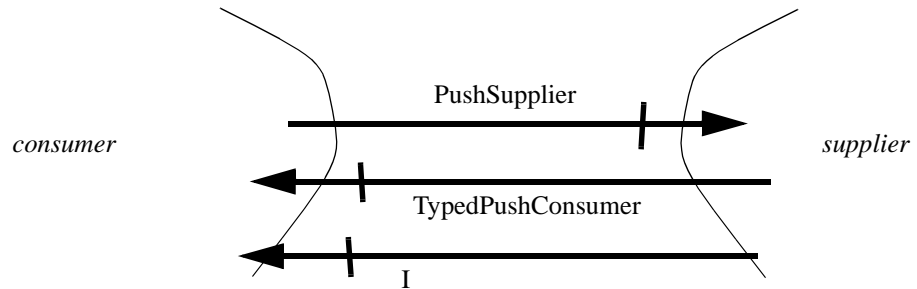 PushSupplier
consumer
supplier
TypedPushConsumer
I